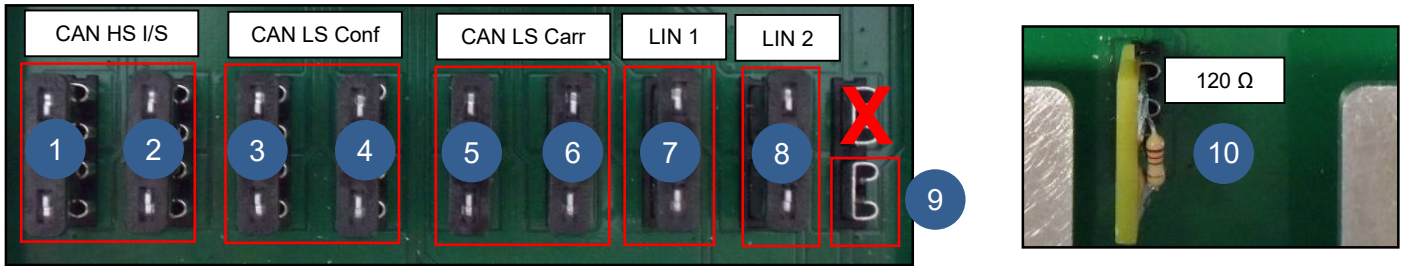 CAN HS I/S
CAN LS Conf
CAN LS Carr
LIN 1
LIN 2
X
120 Ω
1
2
3
4
5
6
7
8
9
10